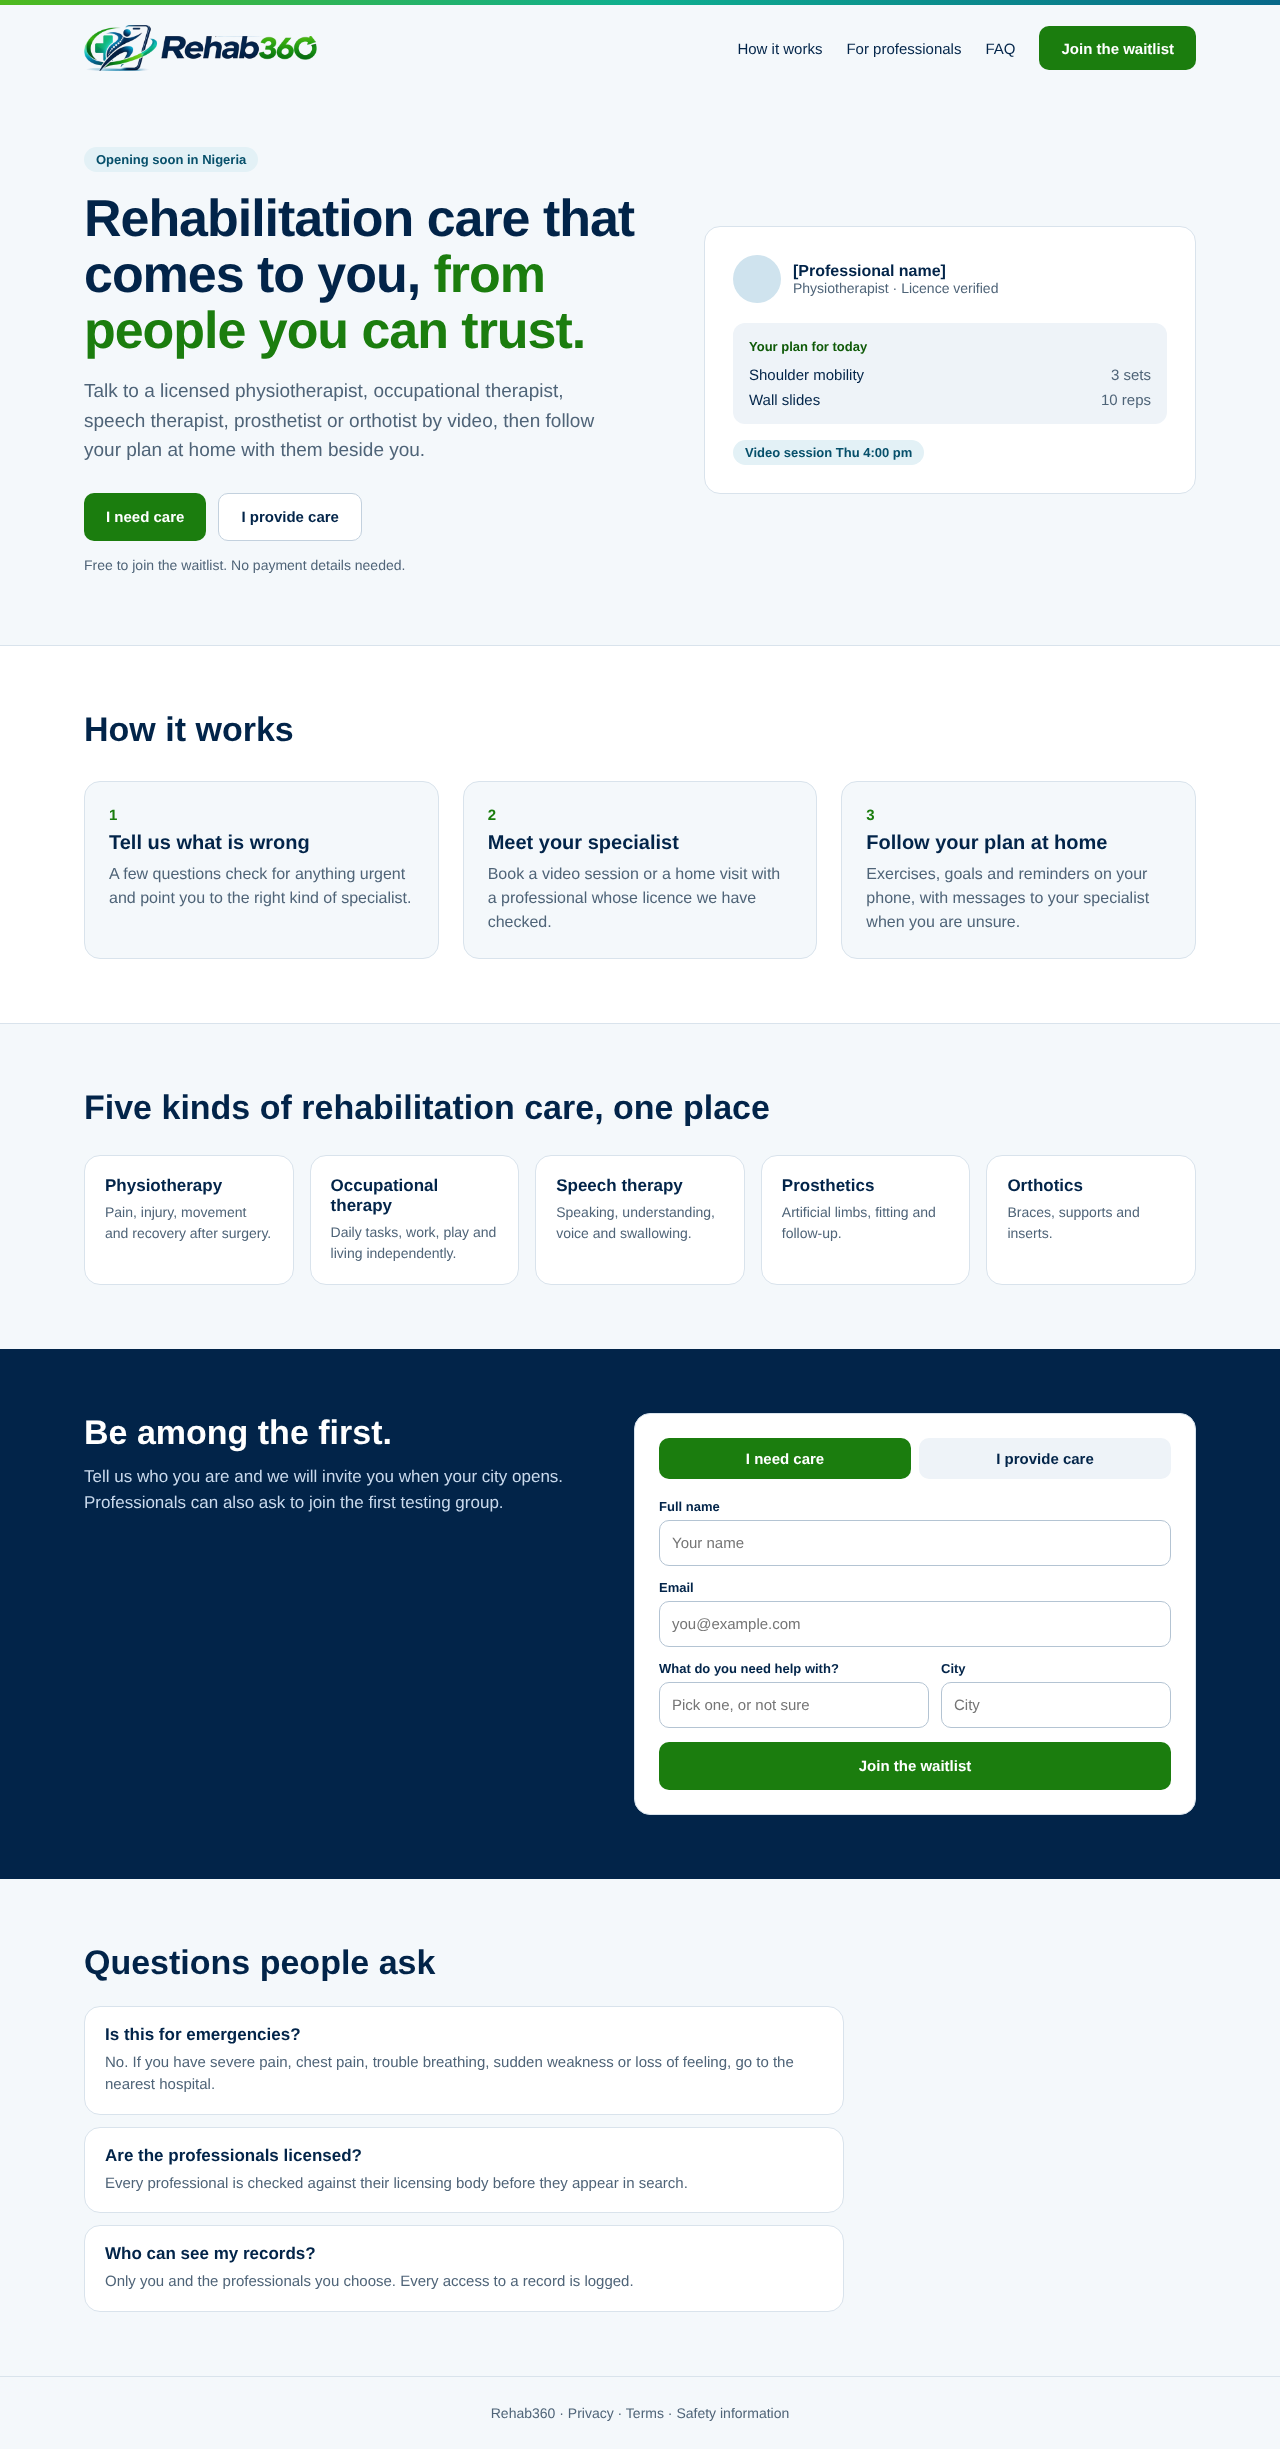 Rehab360
How it works
For professionals
FAQ
Join the waitlist
Opening soon in Nigeria
Rehabilitation care that
comes to you, from
people you can trust.
Talk to a licensed physiotherapist, occupational therapist,
speech therapist, prosthetist or orthotist by video, then follow
your plan at home with them beside you.
I need care
I provide care
Free to join the waitlist. No payment details needed.
[Professional name]
Physiotherapist · Licence verified
Your plan for today
Shoulder mobility 3 sets
Wall slides 10 reps
Video session Thu 4:00 pm
How it works
1
Tell us what is wrong
A few questions check for anything urgent
and point you to the right kind of specialist.
2
Meet your specialist
Book a video session or a home visit with
a professional whose licence we have
checked.
3
Follow your plan at home
Exercises, goals and reminders on your
phone, with messages to your specialist
when you are unsure.
Five kinds of rehabilitation care, one place
Physiotherapy
Pain, injury, movement
and recovery after surgery.
Occupational
therapy
Daily tasks, work, play and
living independently.
Speech therapy
Speaking, understanding,
voice and swallowing.
Prosthetics
Artificial limbs, fitting and
follow-up.
Orthotics
Braces, supports and
inserts.
Be among the first.
Tell us who you are and we will invite you when your city opens.
Professionals can also ask to join the first testing group.
I need care
I provide care
Full name
Your name
Email
you@example.com
What do you need help with?
Pick one, or not sure
City
City
Join the waitlist
Questions people ask
Is this for emergencies?
No. If you have severe pain, chest pain, trouble breathing, sudden weakness or loss of feeling, go to the
nearest hospital.
Are the professionals licensed?
Every professional is checked against their licensing body before they appear in search.
Who can see my records?
Only you and the professionals you choose. Every access to a record is logged.
Rehab360 · Privacy · Terms · Safety information